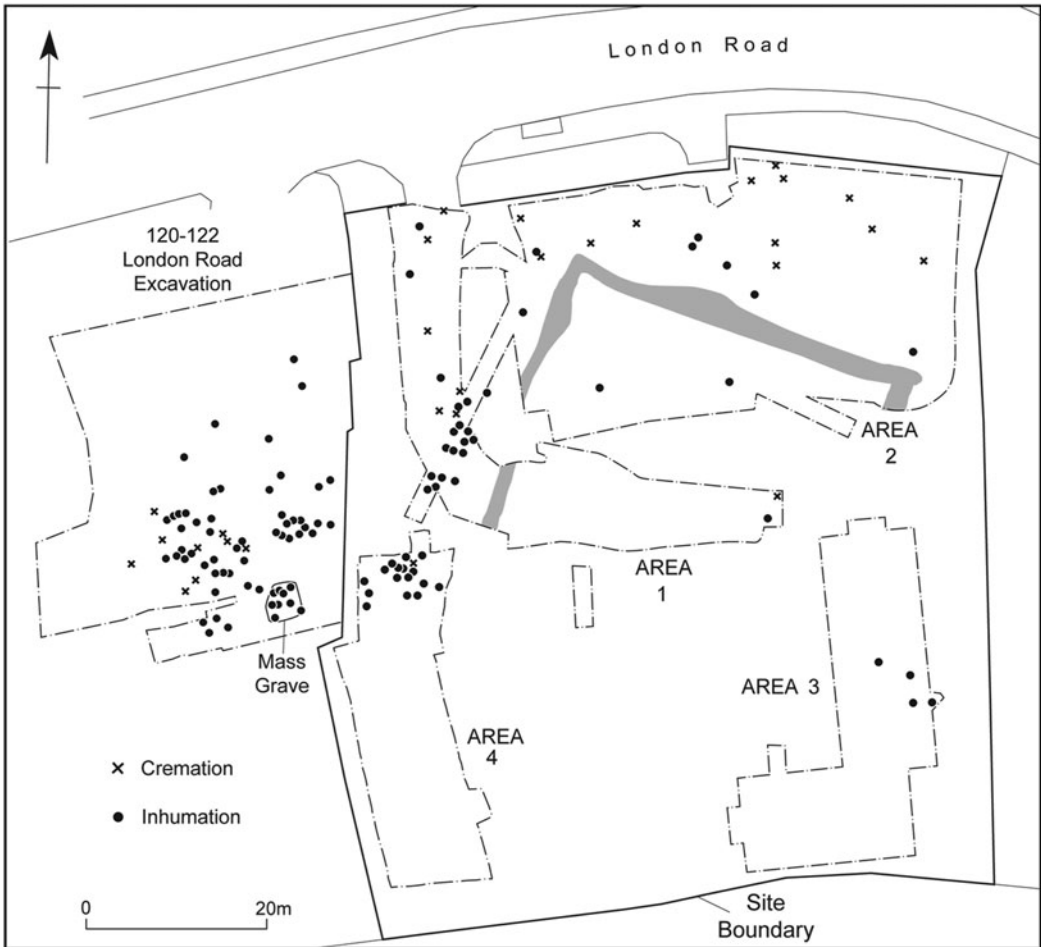 London Road
120-122
London Road
Excavation
AREA
2
AREA
1
Mass
Grave
AREA 3
AREA
4
Cremation
Inhumation
0
20m
Site
Boundary